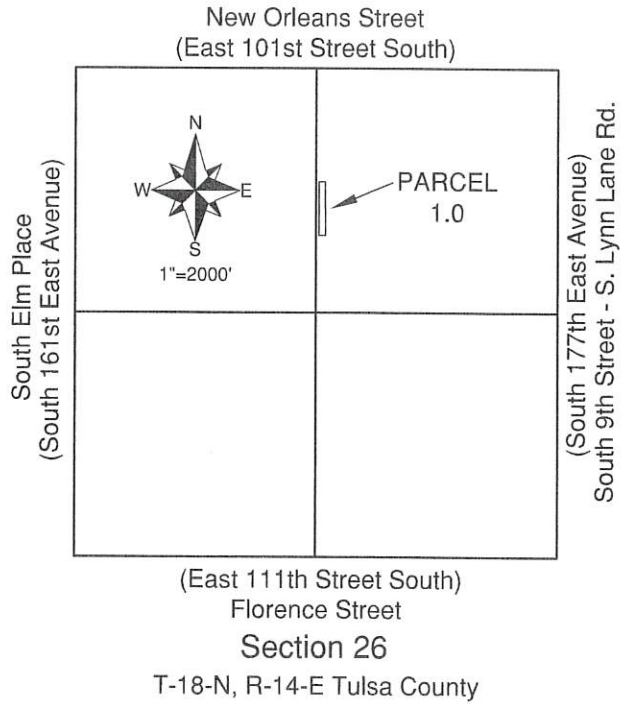 New Orleans Street
(East 101st Street South)
N
W
E
S
1"=2000'
PARCEL
1.0
South Elm Place
(South 161st East Avenue)
(South 177th East Avenue)
South 9th Street - S. Lynn Lane Rd.
(East 111th Street South)
Florence Street
Section 26
T-18-N, R-14-E Tulsa County